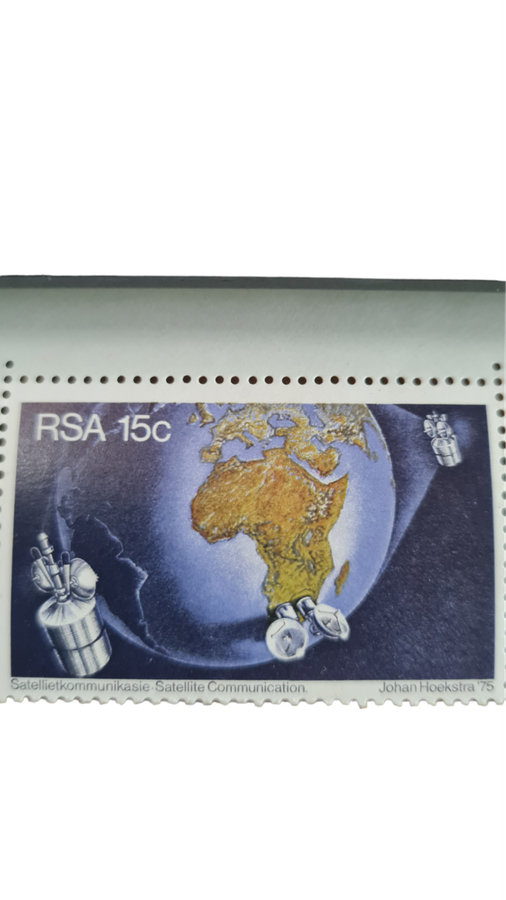 RSA 15c
Satellietkommunikasie · Satellite Communication. Johan Hoekstra '75